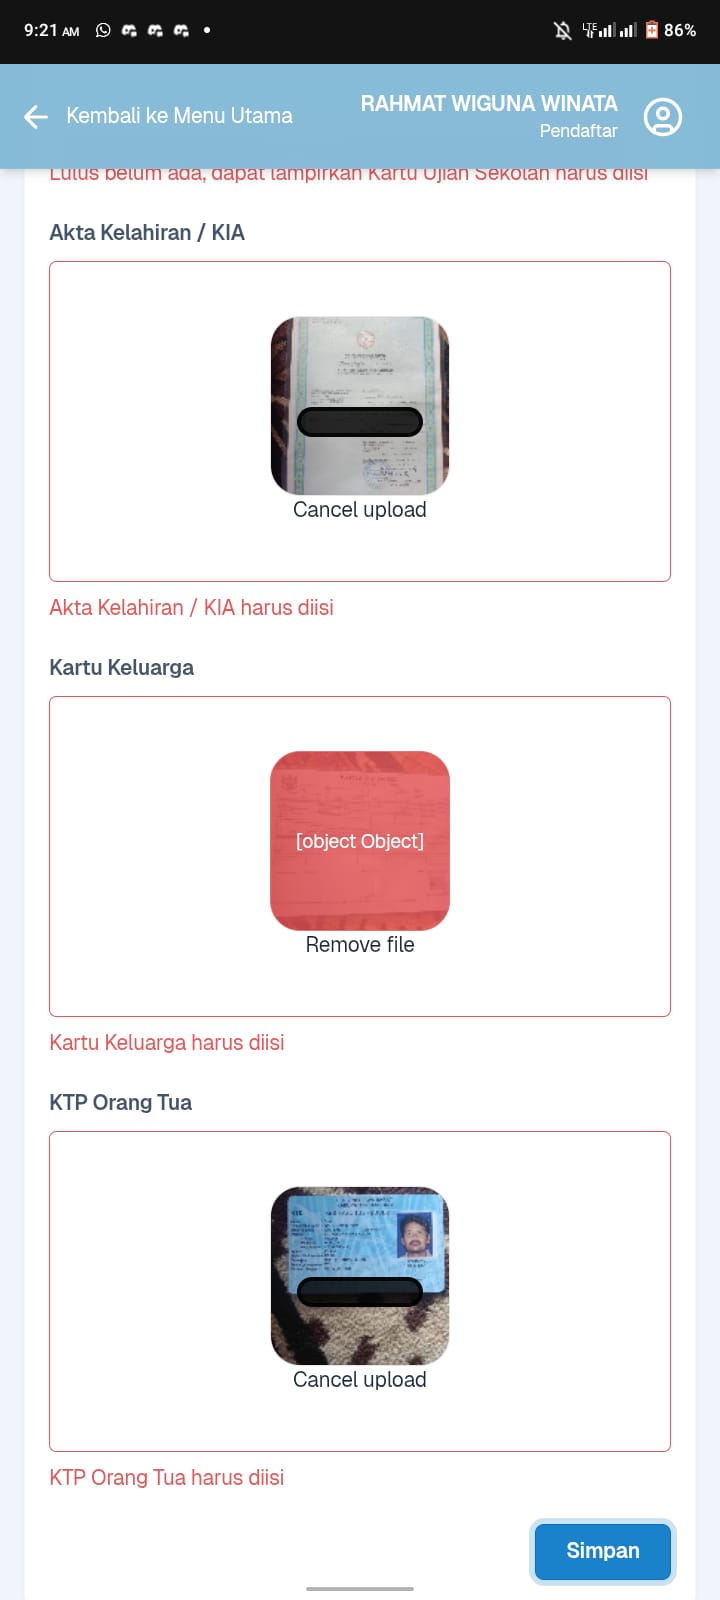 9:21 AM
LTE
86%
Kembali ke Menu Utama
RAHMAT WIGUNA WINATA
Pendaftar
Lulus belum ada, dapat lampirkan Kartu Ujian Sekolah harus diisi
Akta Kelahiran / KIA
Cancel upload
Akta Kelahiran / KIA harus diisi
Kartu Keluarga
[object Object]
Remove file
Kartu Keluarga harus diisi
KTP Orang Tua
Cancel upload
KTP Orang Tua harus diisi
Simpan